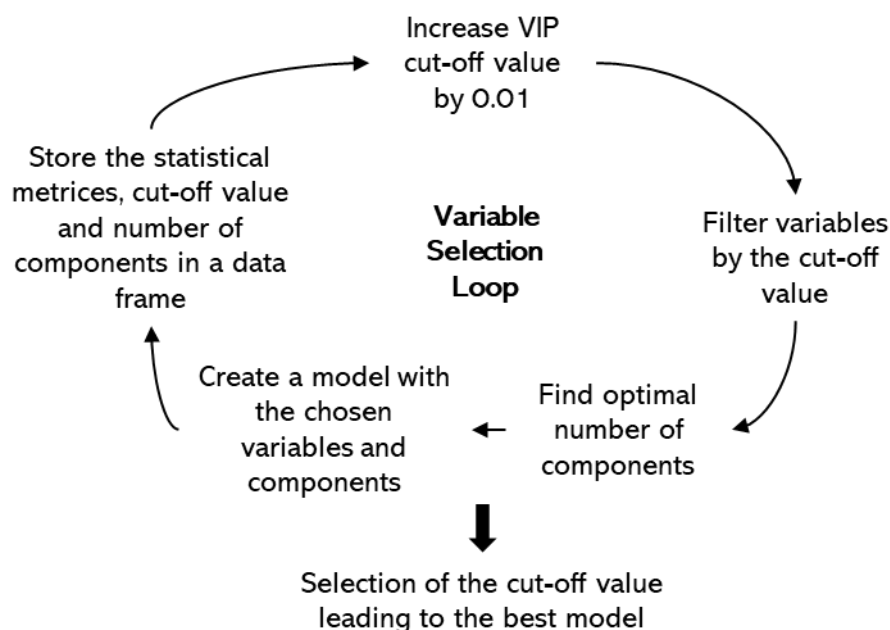 Increase VIP
cut-off value
by 0.01
Store the statistical
metrices, cut-off value
and number of
components in a data
frame
Variable
Selection
Loop
Filter variables
by the cut-off
value
Create a model with
the chosen
variables and
components
Find optimal
number of
components
Selection of the cut-off value
leading to the best model